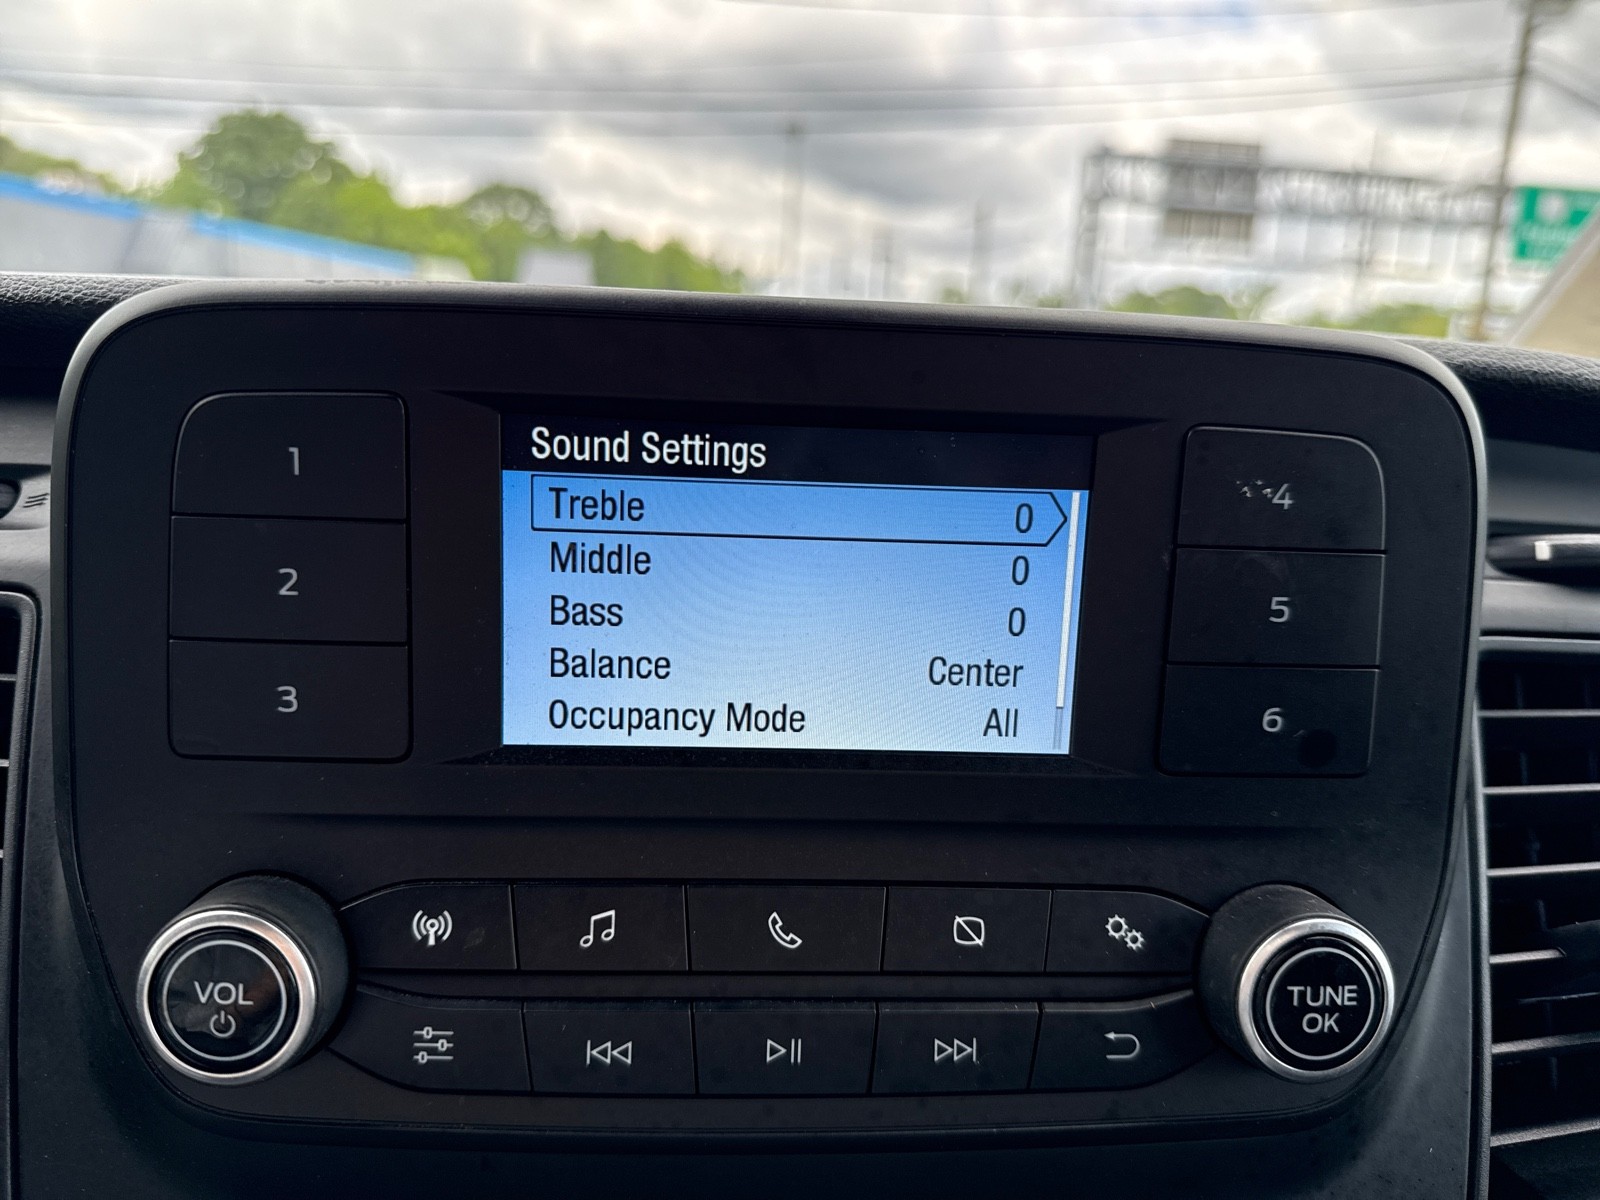 Sound Settings
Treble 0
Middle 0
Bass 0
Balance Center
Occupancy Mode All
1
2
3
4
5
6
VOL
TUNE
OK